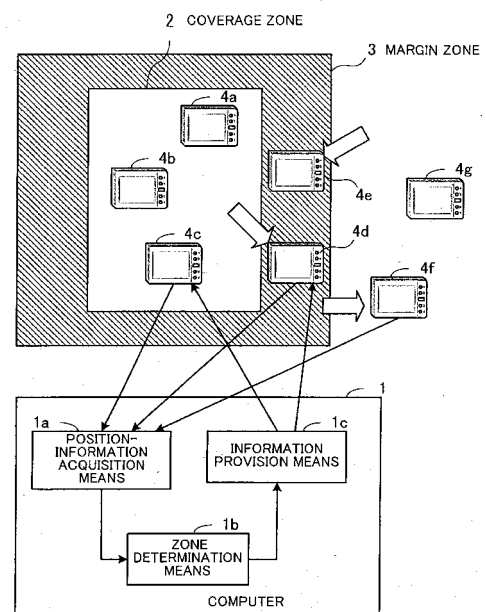 2 COVERAGE ZONE
3 MARGIN ZONE
4a
4b
4e
4g
4c
4d
4f
1
1a
1c
POSITION-
INFORMATION
ACQUISITION
MEANS
INFORMATION
PROVISION MEANS
1b
ZONE
DETERMINATION
MEANS
COMPUTER